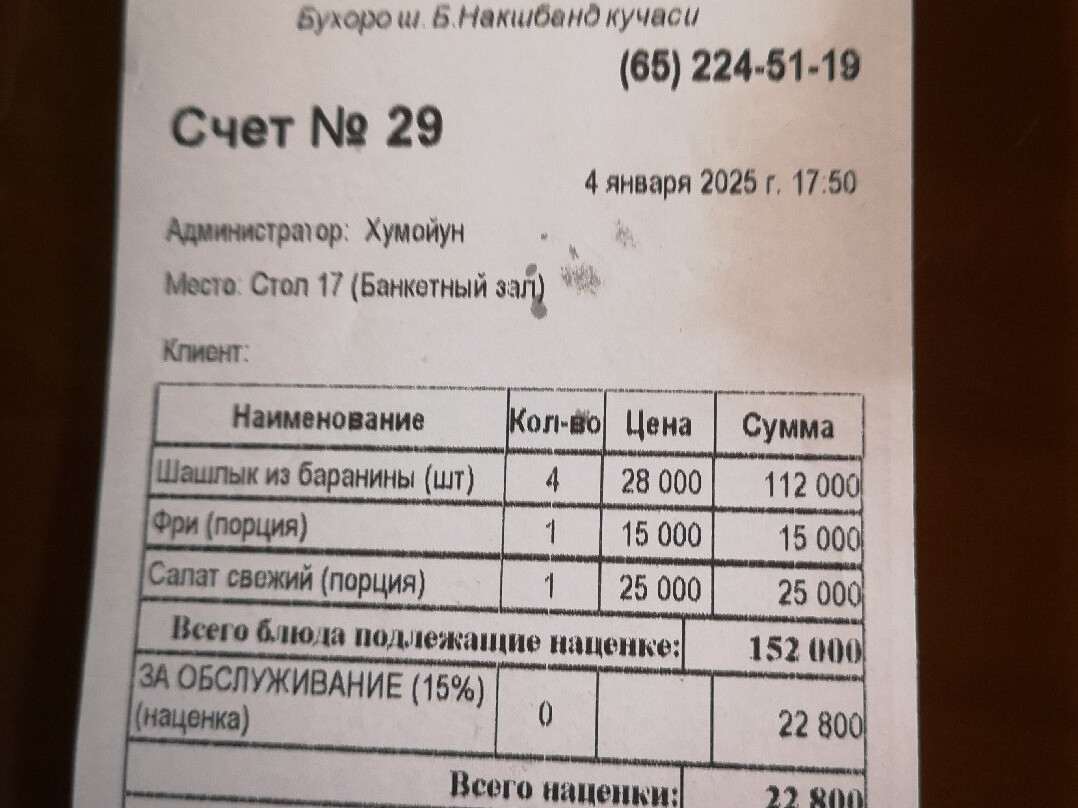 Бухоро ш. Б.Накшбанд кучаси
(65) 224-51-19
Счет № 29
4 января 2025 г. 17:50
Администратор: Хумойун
Место: Стол 17 (Банкетный зал)
Клиент:
Наименование Кол-во Цена Сумма
Шашлык из баранины (шт) 4 28 000 112 000
Фри (порция) 1 15 000 15 000
Салат свежий (порция) 1 25 000 25 000
Всего блюда подлежащие наценке: 152 000
ЗА ОБСЛУЖИВАНИЕ (15%)
(наценка) 0 22 800
Всего наценки: 22 800